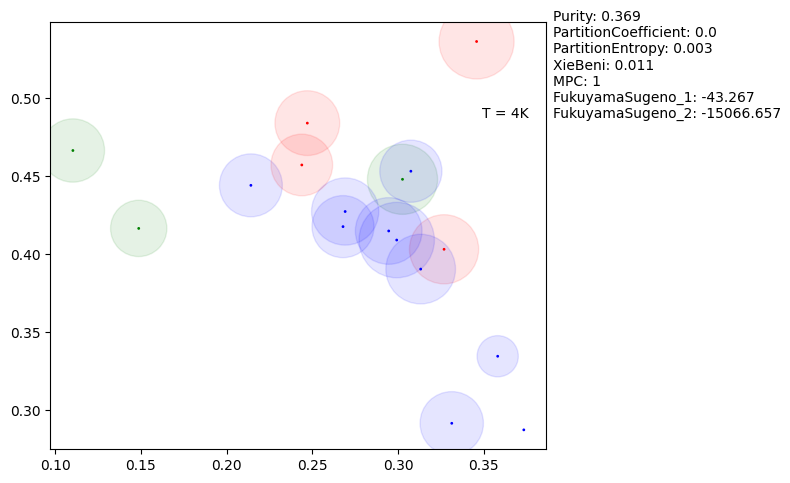 Purity: 0.369
PartitionCoefficient: 0.0
PartitionEntropy: 0.003
XieBeni: 0.011
MPC: 1
FukuyamaSugeno_1: -43.267
FukuyamaSugeno_2: -15066.657
T = 4K
0.50
0.45
0.40
0.35
0.30
0.10 0.15 0.20 0.25 0.30 0.35